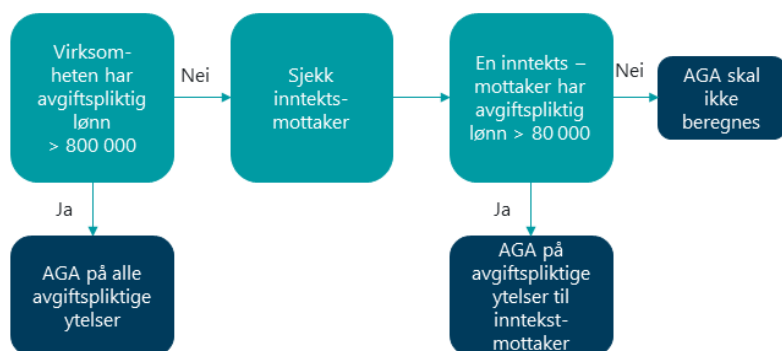 Virksom-
heten har
avgiftspliktig
lønn
> 800 000
Nei
Sjekk
inntekts-
mottaker
En inntekts –
mottaker har
avgiftspliktig
lønn > 80 000
Nei
AGA skal
ikke
beregnes
Ja
Ja
AGA på alle
avgiftspliktige
ytelser
AGA på
avgiftspliktige
ytelser til
inntekst-
mottaker